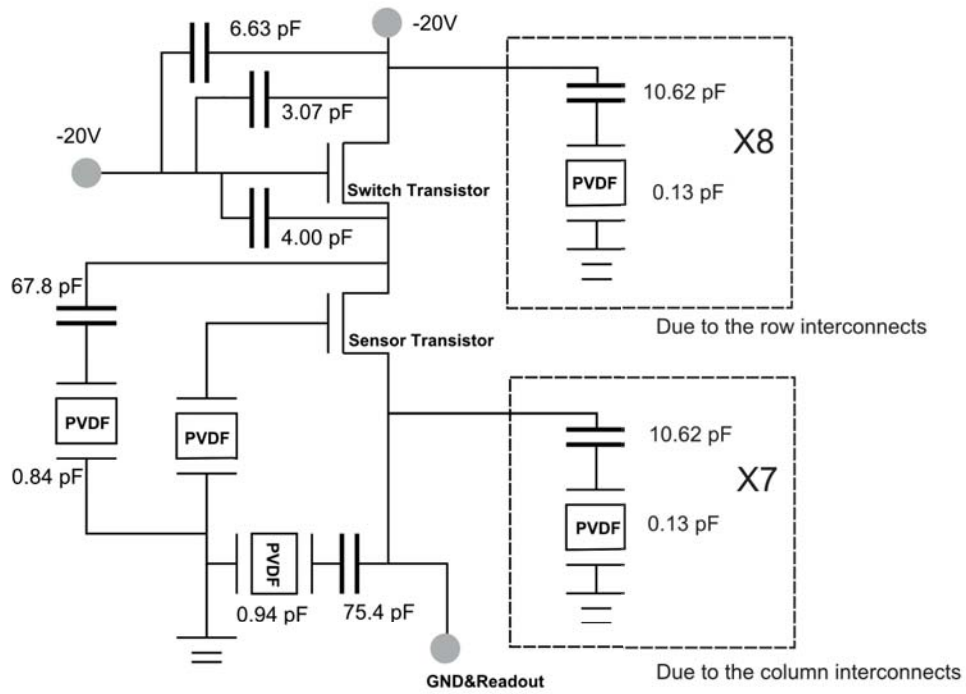 6.63 pF
-20V
3.07 pF
-20V
Switch Transistor
4.00 pF
10.62 pF
X8
PVDF
0.13 pF
Due to the row interconnects
67.8 pF
Sensor Transistor
PVDF
PVDF
0.84 pF
10.62 pF
X7
PVDF
0.13 pF
PVDF
0.94 pF
75.4 pF
GND&Readout
Due to the column interconnects